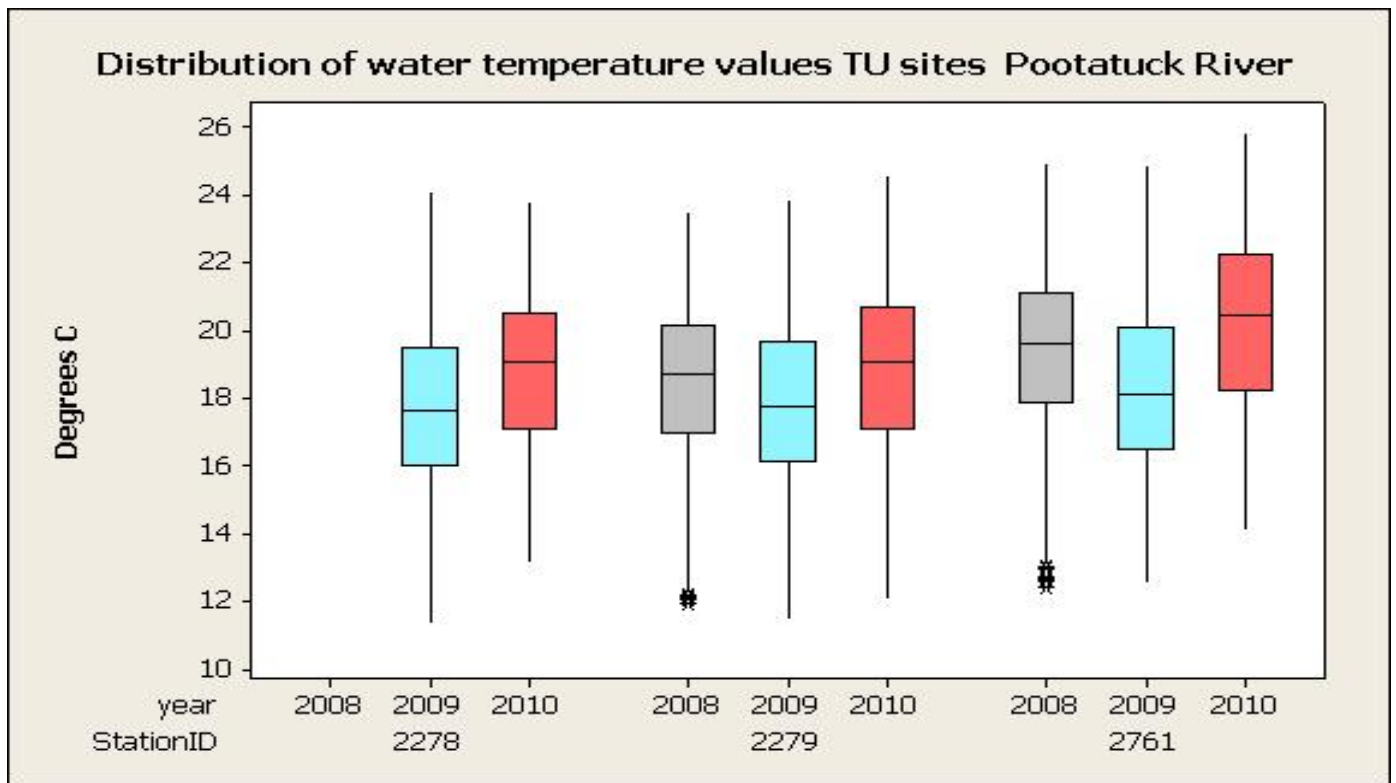 Distribution of water temperature values TU sites Pootatuck River
Degrees C
26
24
22
20
18
16
14
12
10
year 2008 2009 2010 2008 2009 2010 2008 2009 2010
StationID 2278 2279 2761